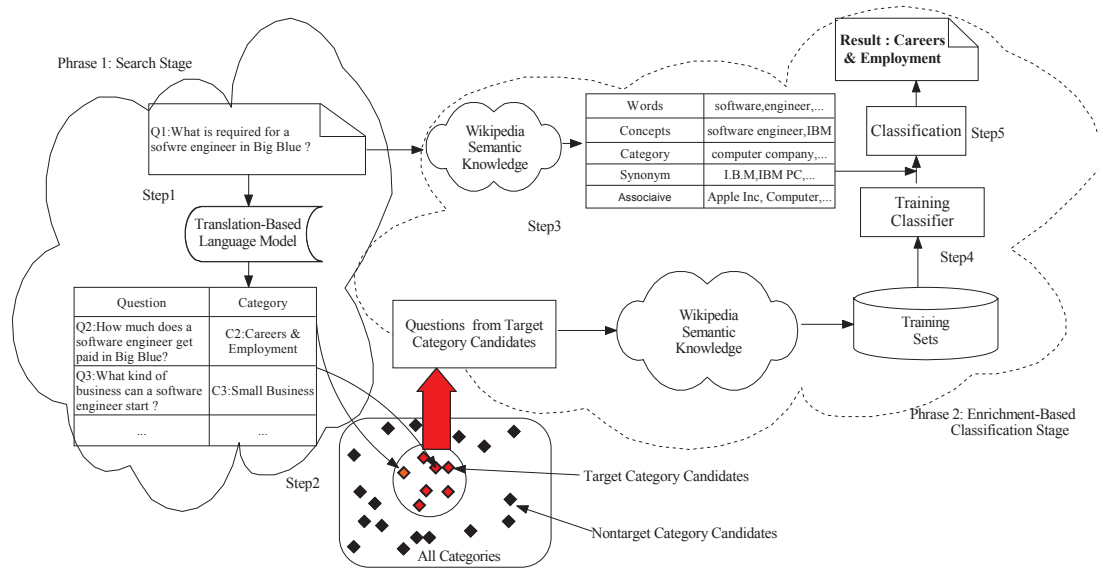 Phrase 1: Search Stage
Q1:What is required for a
sofwre engineer in Big Blue ?
Step1
Translation-Based
Language Model
Question Category
Q2:How much does a
software engineer get
paid in Big Blue?
C2:Careers &
Employment
Q3:What kind of
business can a software
engineer start ?
C3:Small Business
... ...
Step2
Wikipedia
Semantic
Knowledge
Words software,engineer,...
Concepts software engineer,IBM
Category computer company,...
Synonym I.B.M,IBM PC,...
Associaive Apple Inc, Computer,...
Step3
Result : Careers
& Employment
Classification
Step5
Training
Classifier
Step4
Questions from Target
Category Candidates
Wikipedia
Semantic
Knowledge
Training
Sets
Phrase 2: Enrichment-Based
Classification Stage
Target Category Candidates
Nontarget Category Candidates
All Categories